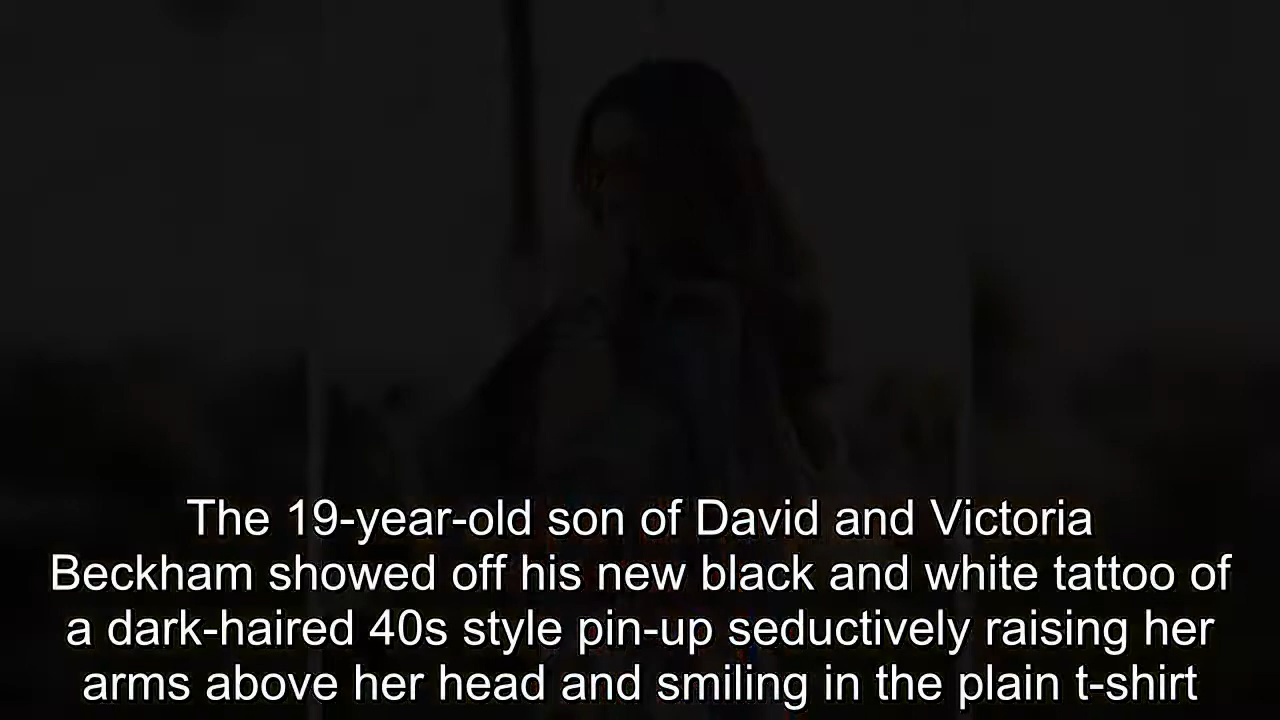 The 19-year-old son of David and Victoria
Beckham showed off his new black and white tattoo of
a dark-haired 40s style pin-up seductively raising her
arms above her head and smiling in the plain t-shirt